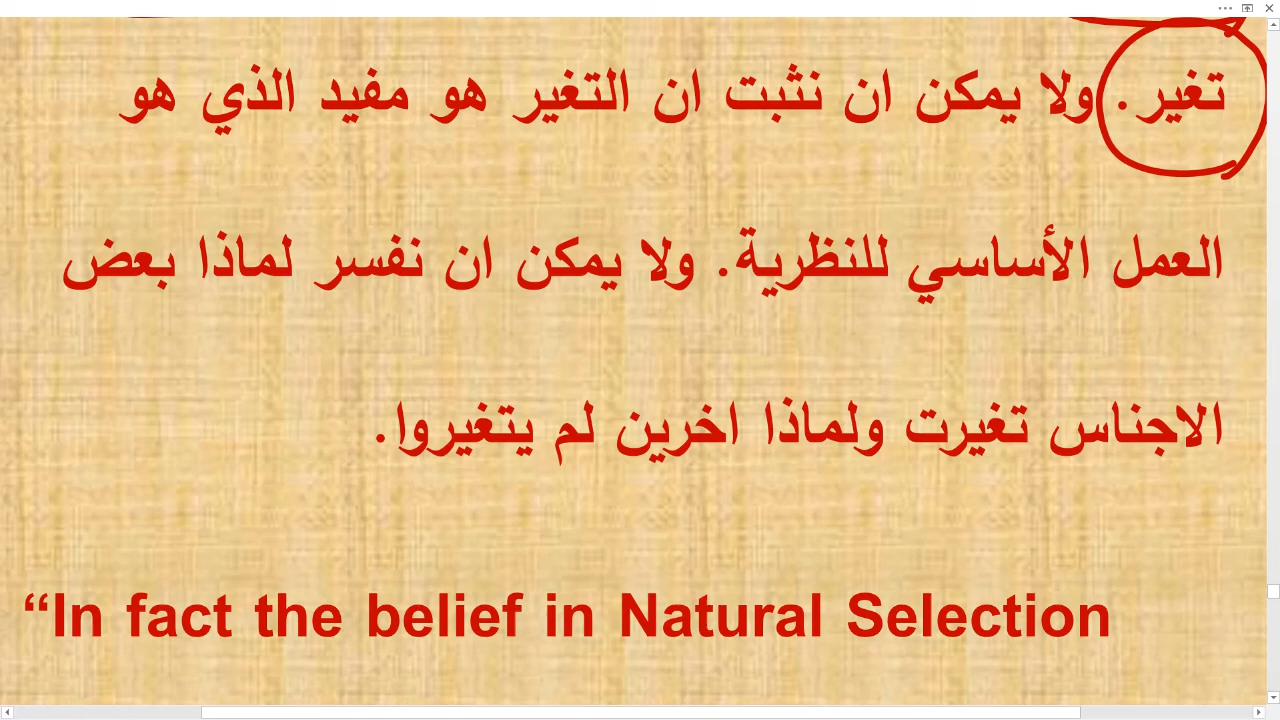 تغير. ولا يمكن ان نثبت ان التغير هو مفيد الذي هو
العمل الأساسي للنظرية. ولا يمكن ان نفسر لماذا بعض
الاجناس تغيرت ولماذا اخرين لم يتغيروا.
“In fact the belief in Natural Selection